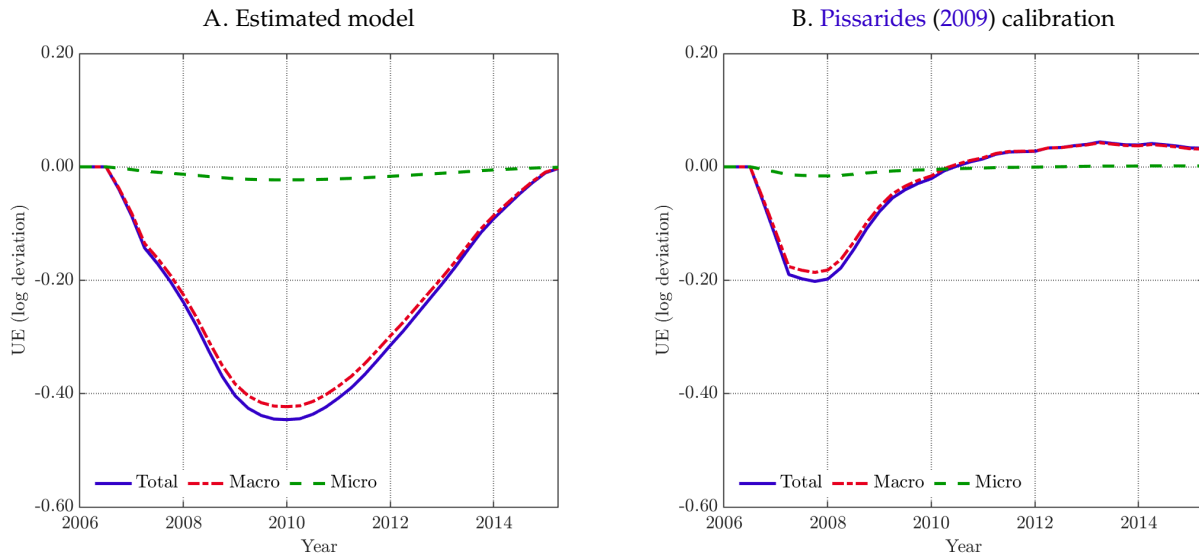 A. Estimated model
0.20
0.00
-0.20
-0.40
-0.60
UE (log deviation)
Total Macro Micro
2006 2008 2010 2012 2014
Year
B. Pissarides (2009) calibration
0.20
0.00
-0.20
-0.40
-0.60
UE (log deviation)
Total Macro Micro
2006 2008 2010 2012 2014
Year